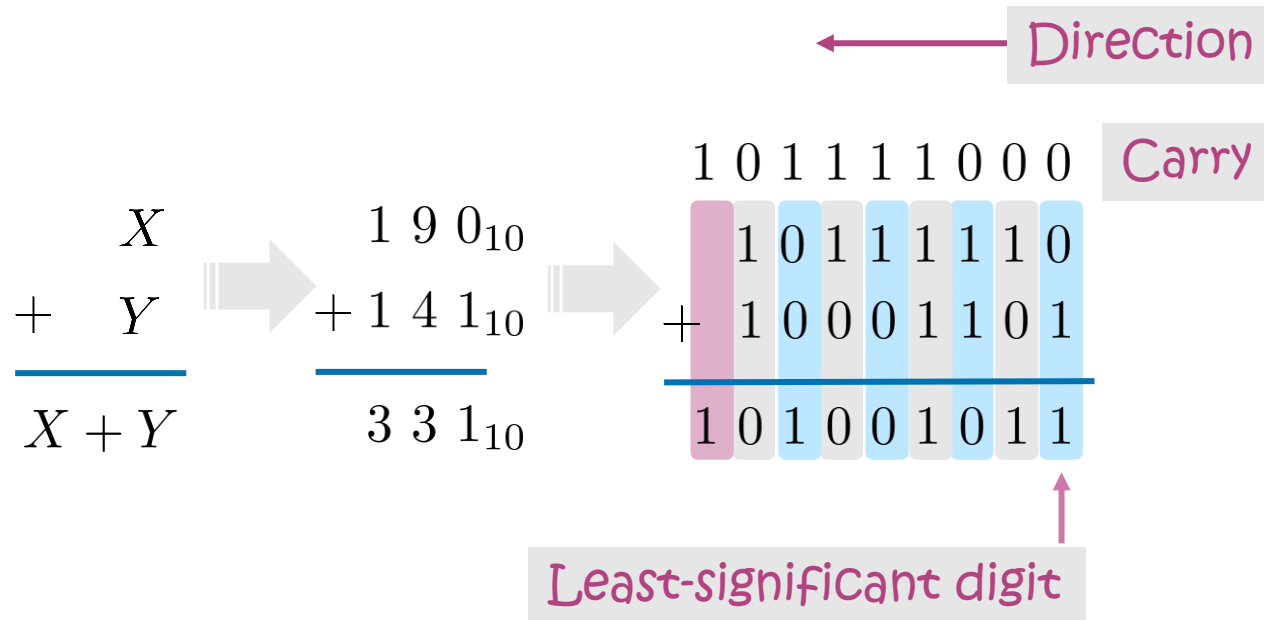 Direction
1 0 1 1 1 1 0 0 0 Carry
X
+ Y
X + Y
1 9 0₁₀
+ 1 4 1₁₀
3 3 1₁₀
1 0 1 1 1 1 1 0
+ 1 0 0 0 1 1 0 1
1 0 1 0 0 1 0 1 1
Least-significant digit